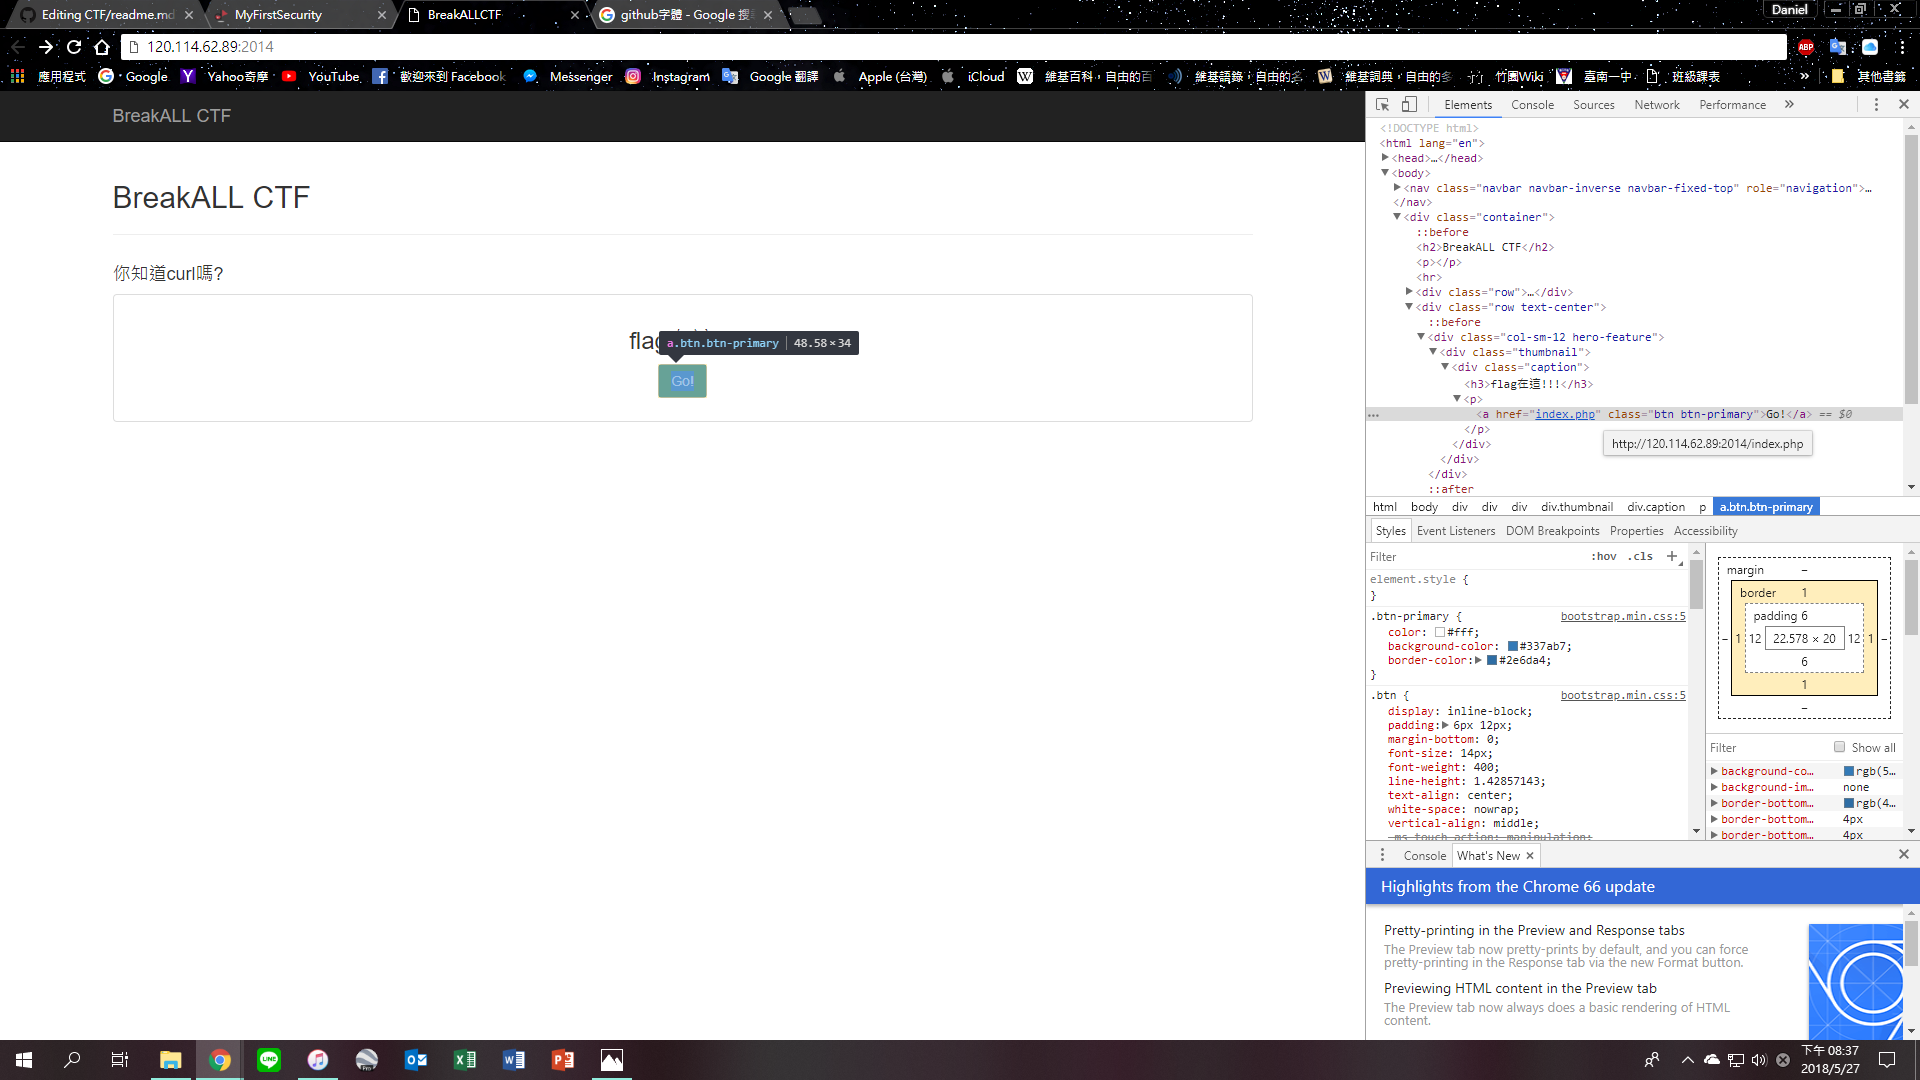 Editing CTF/readme.md
MyFirstSecurity
BreakALLCTF
github字體 - Google 搜
Daniel
120.114.62.89:2014
ABP
應用程式
Google
Yahoo奇摩
YouTube
歡迎來到 Facebook
Messenger
Instagram
Google 翻譯
Apple (台灣)
iCloud
維基百科，自由的百
維基語錄，自由的名
維基詞典，自由的多
竹園Wiki
臺南一中
班級課表
»
其他書籤
BreakALL CTF
BreakALL CTF
你知道curl嗎?
flag
a.btn.btn-primary | 48.58×34
Go!
Elements
Console
Sources
Network
Performance
»
<!DOCTYPE html>
<html lang="en">
<head>…</head>
<body>
<nav class="navbar navbar-inverse navbar-fixed-top" role="navigation">…
</nav>
<div class="container">
::before
<h2>BreakALL CTF</h2>
<p></p>
<hr>
<div class="row">…</div>
<div class="row text-center">
::before
<div class="col-sm-12 hero-feature">
<div class="thumbnail">
<div class="caption">
<h3>flag在這!!!</h3>
<p>
… <a href="index.php" class="btn btn-primary">Go!</a> == $0
</p>
http://120.114.62.89:2014/index.php
</div>
</div>
</div>
::after
html body div div div div.thumbnail div.caption p a.btn.btn-primary
Styles Event Listeners DOM Breakpoints Properties Accessibility
Filter :hov .cls +
element.style {
}
.btn-primary { bootstrap.min.css:5
color: #fff;
background-color: #337ab7;
border-color: #2e6da4;
}
.btn { bootstrap.min.css:5
display: inline-block;
padding: 6px 12px;
margin-bottom: 0;
font-size: 14px;
font-weight: 400;
line-height: 1.42857143;
text-align: center;
white-space: nowrap;
vertical-align: middle;
-ms-touch-action: manipulation;
margin –
border 1
padding 6
– 1 12 22.578 × 20 12 1 –
6
1
–
Filter Show all
background-co… rgb(5…
background-im… none
border-bottom… rgb(4…
border-bottom… 4px
border-bottom… 4px
Console What's New
Highlights from the Chrome 66 update
Pretty-printing in the Preview and Response tabs
The Preview tab now pretty-prints by default, and you can force
pretty-printing in the Response tab via the new Format button.
Previewing HTML content in the Preview tab
The Preview tab now always does a basic rendering of HTML
content.
LINE
Pro
下午 08:37
2018/5/27